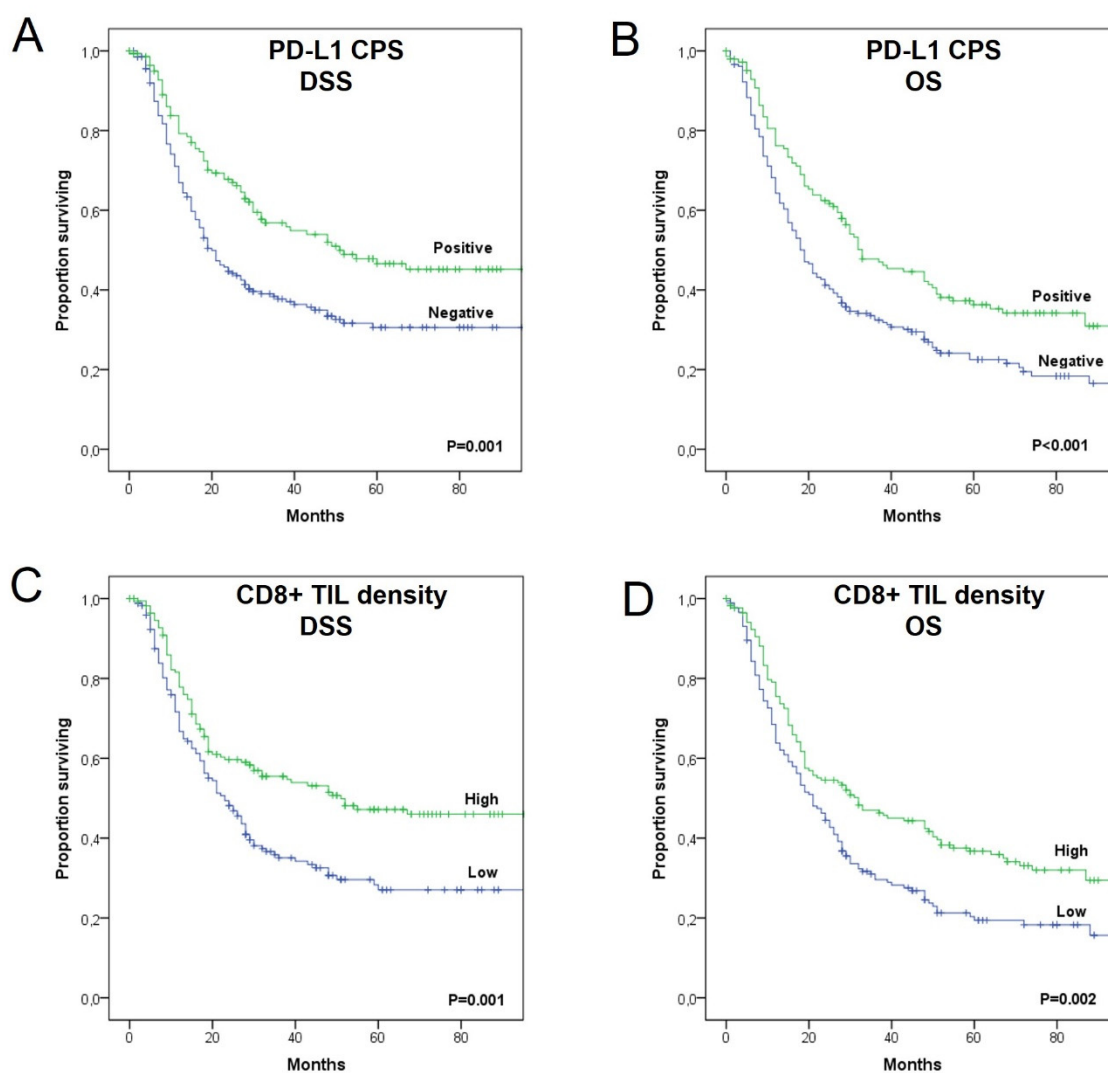 A
PD-L1 CPS
DSS
Proportion surviving
1,0
0,8
0,6
0,4
0,2
0,0
Positive
Negative
P=0.001
0 20 40 60 80
Months
B
PD-L1 CPS
OS
Proportion surviving
1,0
0,8
0,6
0,4
0,2
0,0
Positive
Negative
P<0.001
0 20 40 60 80
Months
C
CD8+ TIL density
DSS
Proportion surviving
1,0
0,8
0,6
0,4
0,2
0,0
High
Low
P=0.001
0 20 40 60 80
Months
D
CD8+ TIL density
OS
Proportion surviving
1,0
0,8
0,6
0,4
0,2
0,0
High
Low
P=0.002
0 20 40 60 80
Months